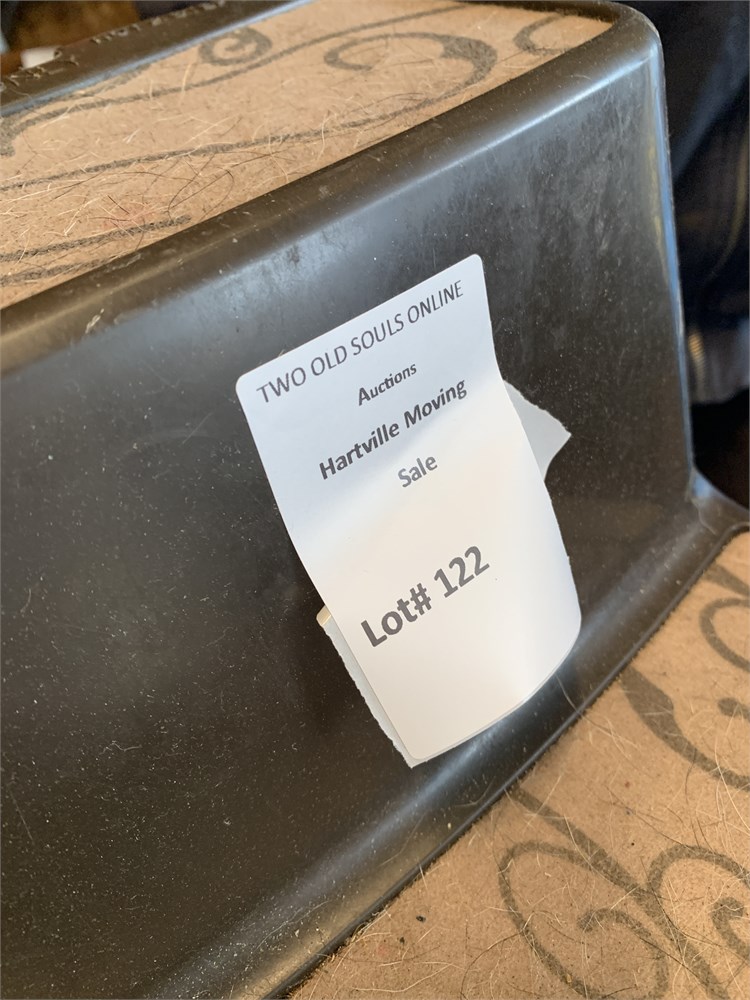 TWO OLD SOULS ONLINE
Auctions
Hartville Moving
Sale
Lot# 122